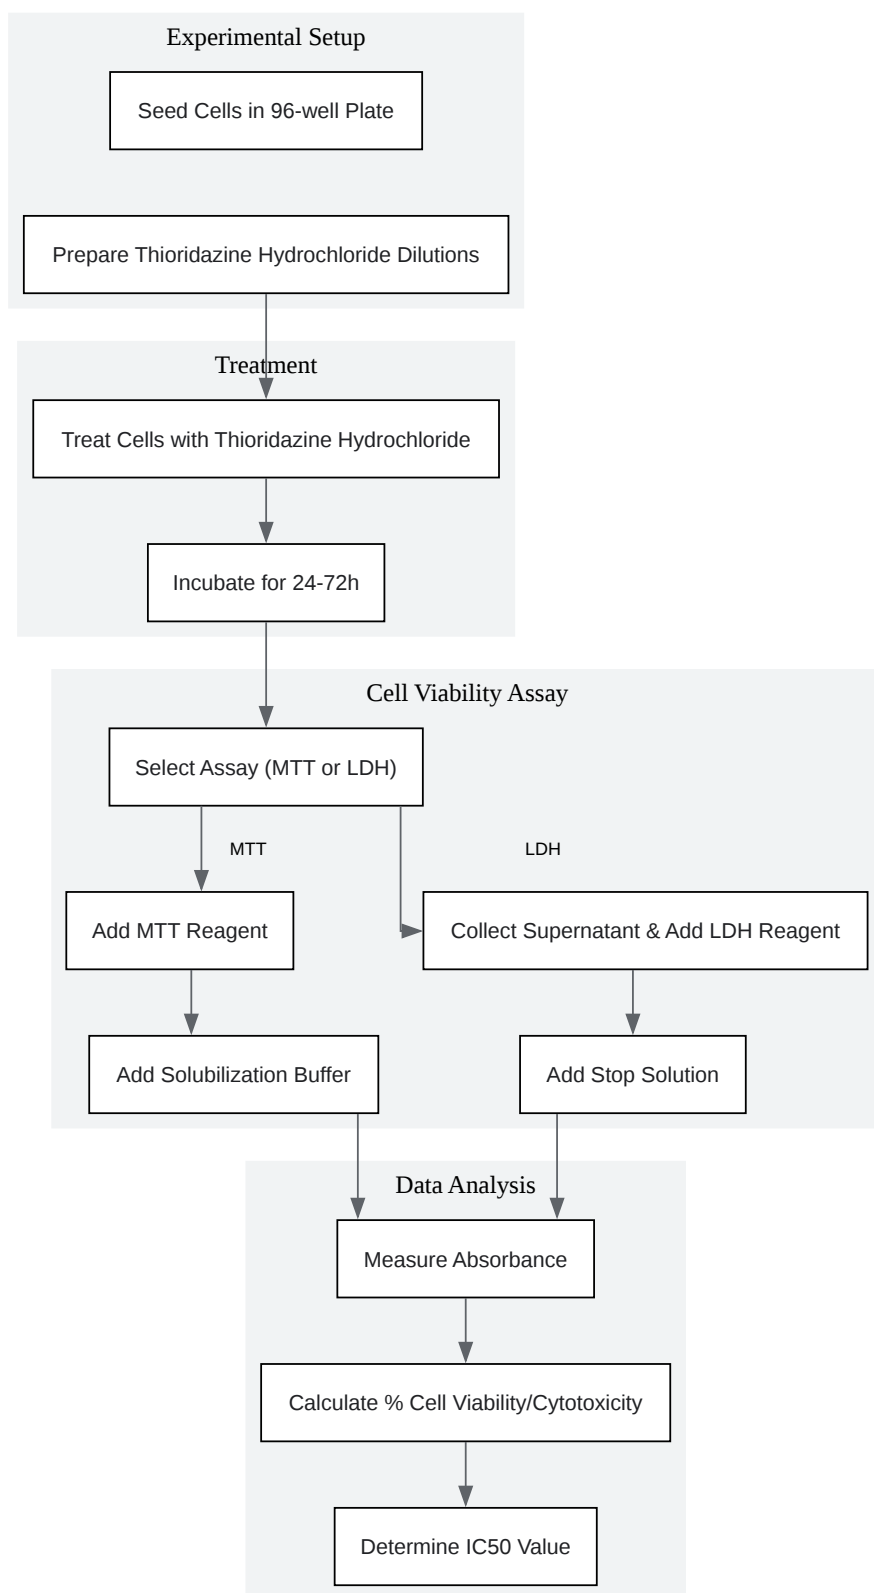 Experimental Setup
Seed Cells in 96-well Plate
Prepare Thioridazine Hydrochloride Dilutions
Treatment
Treat Cells with Thioridazine Hydrochloride
Incubate for 24-72h
Cell Viability Assay
Select Assay (MTT or LDH)
MTT
LDH
Add MTT Reagent
Collect Supernatant & Add LDH Reagent
Add Solubilization Buffer
Add Stop Solution
Data Analysis
Measure Absorbance
Calculate % Cell Viability/Cytotoxicity
Determine IC50 Value